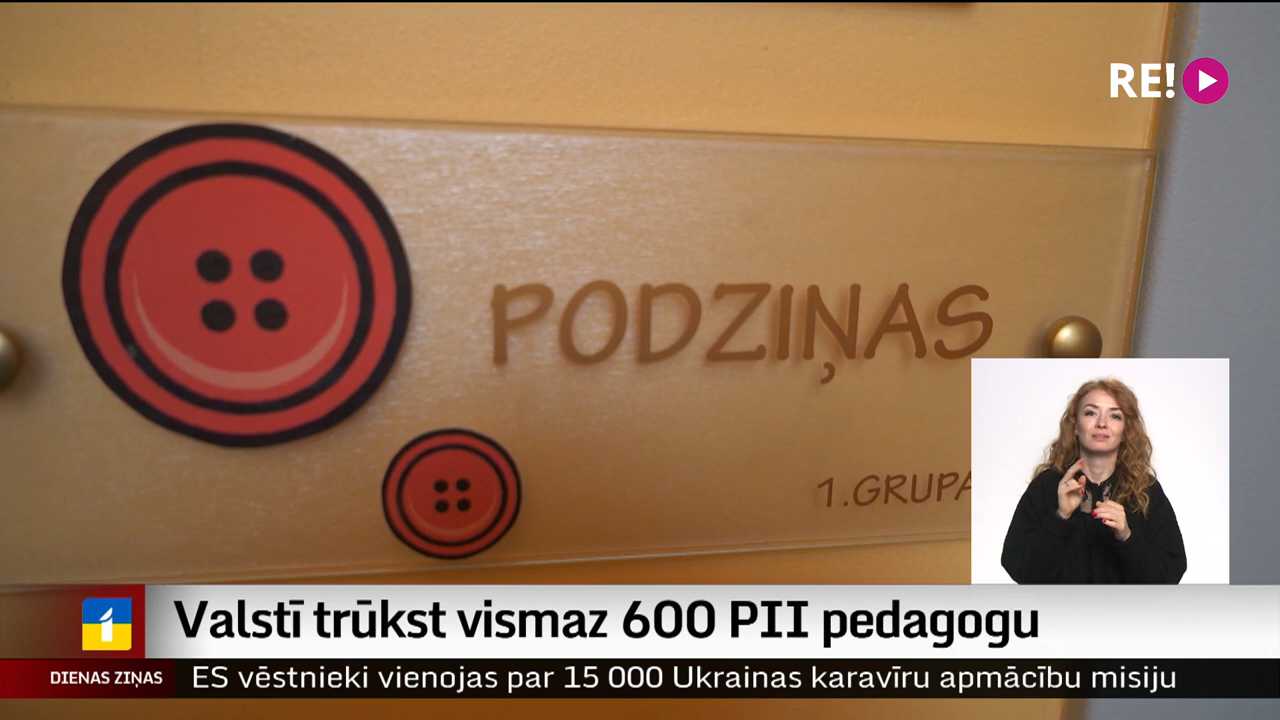 RE!
PODZIŅAS
1.GRUPA
1
Valstī trūkst vismaz 600 PII pedagogu
DIENAS ZIŅAS
ES vēstnieki vienojas par 15 000 Ukrainas karavīru apmācību misiju